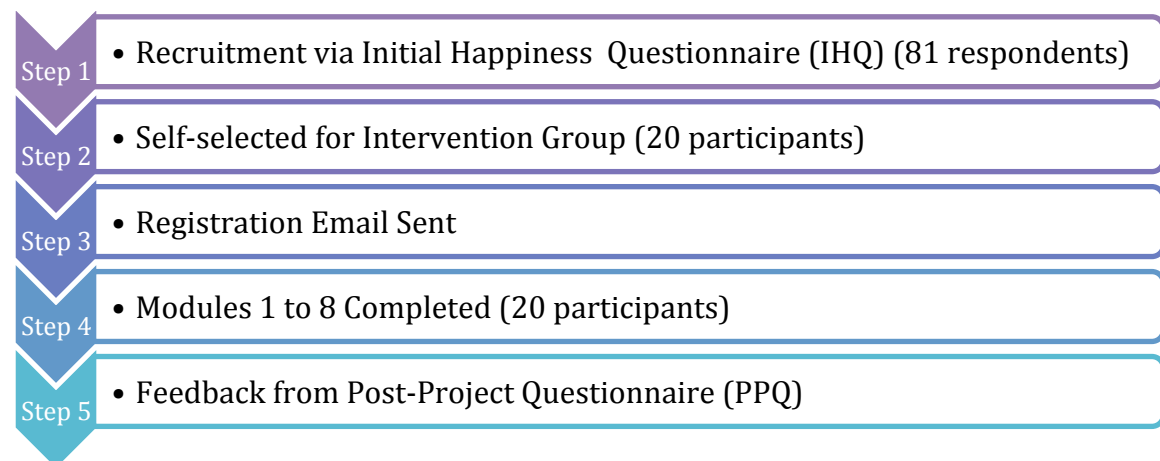 Step 1
• Recruitment via Initial Happiness Questionnaire (IHQ) (81 respondents)
Step 2
• Self-selected for Intervention Group (20 participants)
Step 3
• Registration Email Sent
Step 4
• Modules 1 to 8 Completed (20 participants)
Step 5
• Feedback from Post-Project Questionnaire (PPQ)